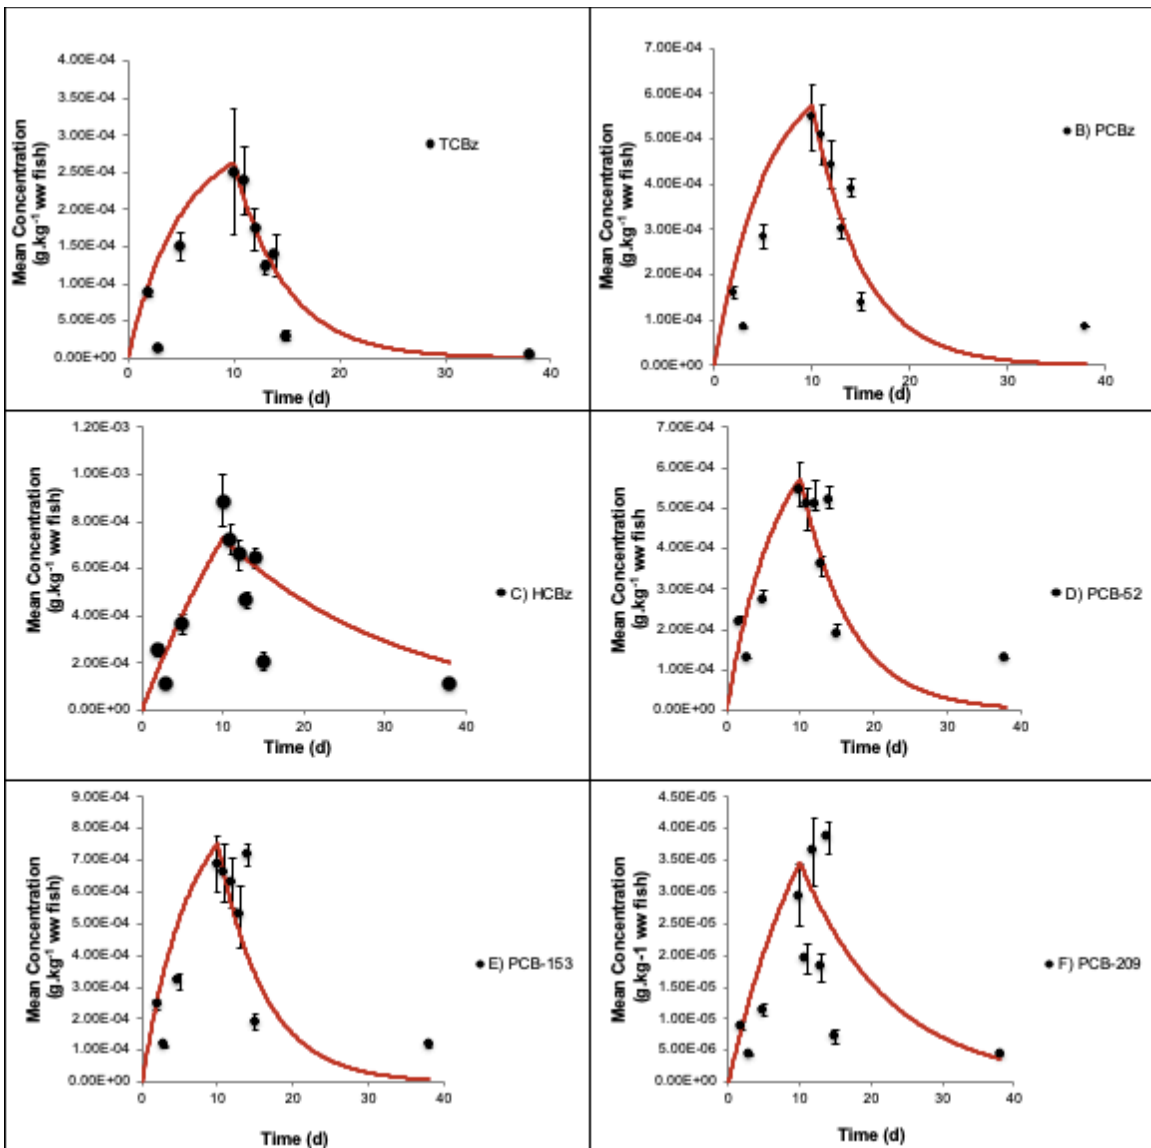 4.00E-04
3.50E-04
3.00E-04
2.50E-04
2.00E-04
1.50E-04
1.00E-04
5.00E-05
0.00E+00
Mean Concentration
(g.kg⁻¹ ww fish)
0 10 20 30 40
Time (d)
TCBz
7.00E-04
6.00E-04
5.00E-04
4.00E-04
3.00E-04
2.00E-04
1.00E-04
0.00E+00
Mean Concentration
(g.kg⁻¹ ww fish)
0 10 20 30 40
Time (d)
B) PCBz
1.20E-03
1.00E-03
8.00E-04
6.00E-04
4.00E-04
2.00E-04
0.00E+00
Mean Concentration
(g.kg⁻¹ ww fish)
0 10 20 30 40
Time (d)
C) HCBz
7.00E-04
6.00E-04
5.00E-04
4.00E-04
3.00E-04
2.00E-04
1.00E-04
0.00E+00
Mean Concentration
(g.kg⁻¹ ww fish
0 10 20 30 40
Time (d)
D) PCB-52
9.00E-04
8.00E-04
7.00E-04
6.00E-04
5.00E-04
4.00E-04
3.00E-04
2.00E-04
1.00E-04
0.00E+00
Mean Concentration
(g.kg⁻¹ ww fish)
0 10 20 30 40
Time (d)
E) PCB-153
4.50E-05
4.00E-05
3.50E-05
3.00E-05
2.50E-05
2.00E-05
1.50E-05
1.00E-05
5.00E-06
0.00E+00
Mean Concentration
(g.kg-1 ww fish)
0 10 20 30 40
Time (d)
F) PCB-209